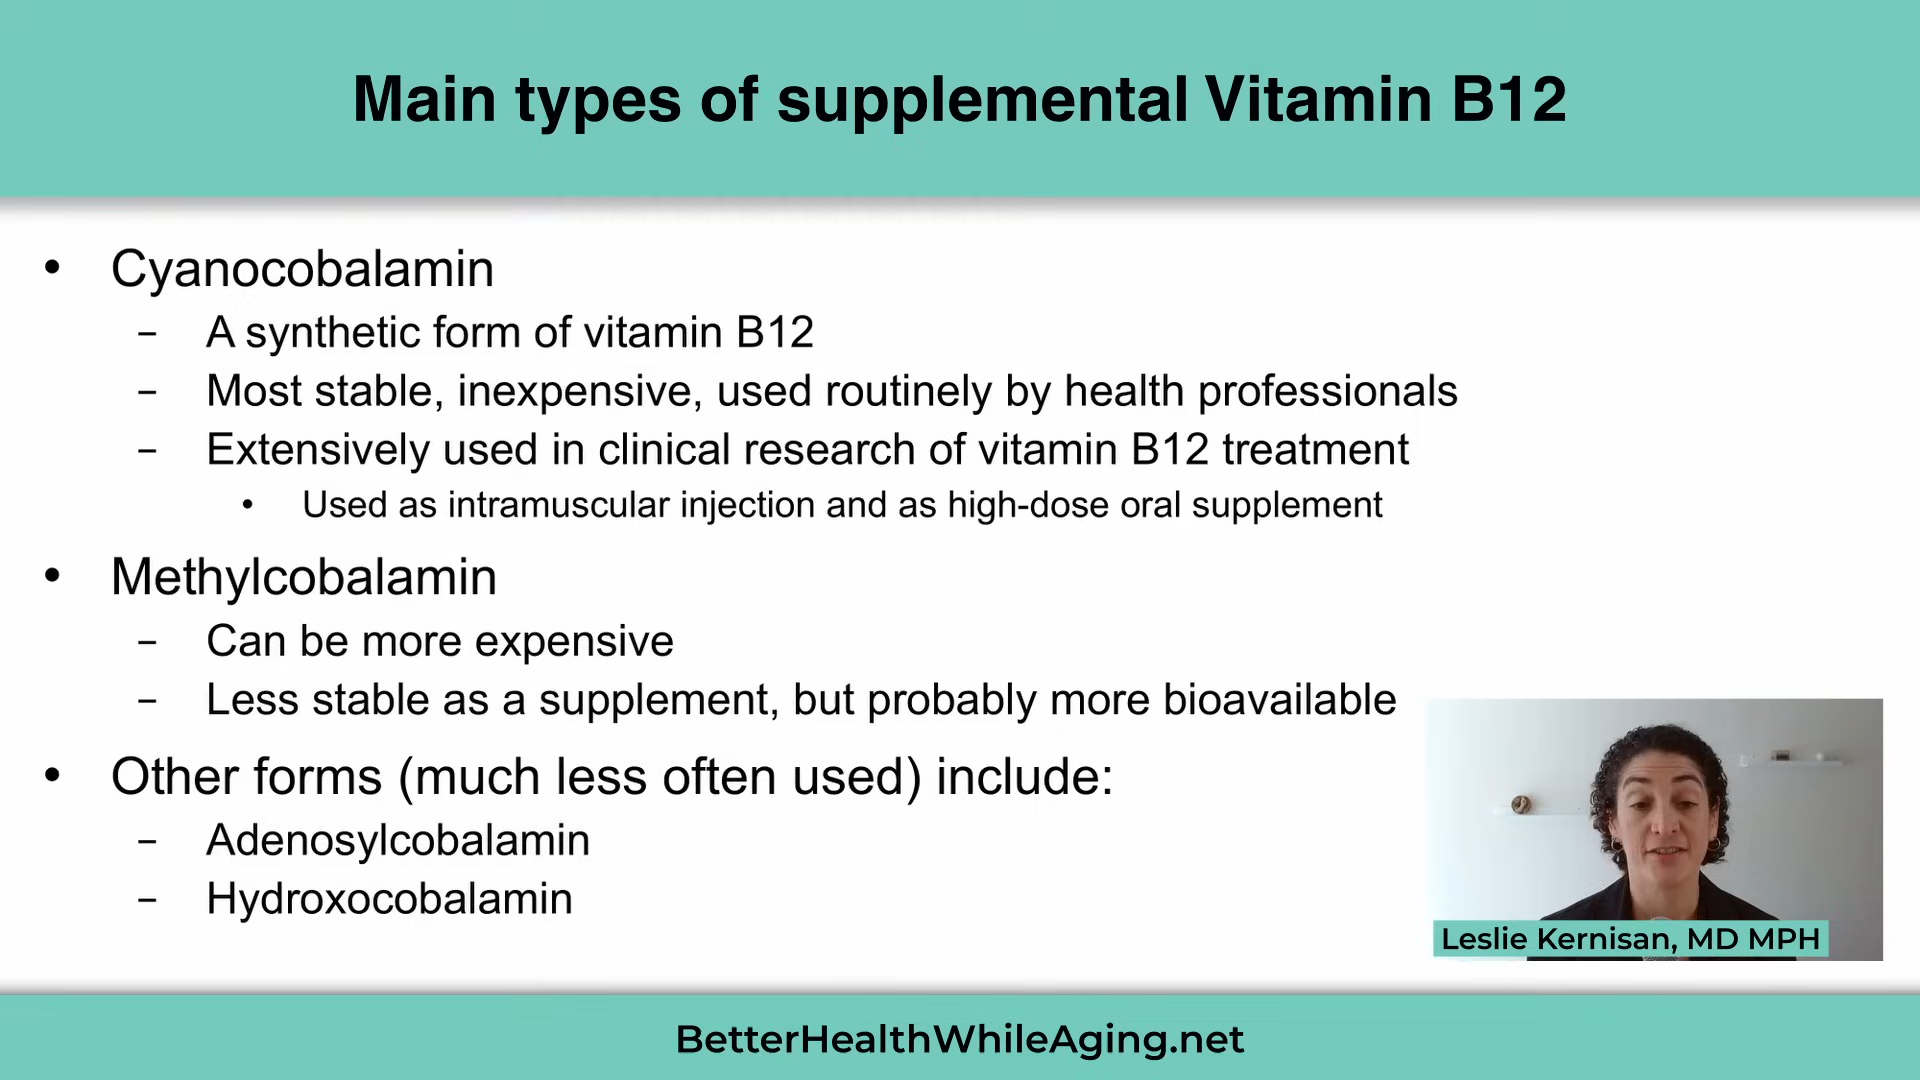 Main types of supplemental Vitamin B12
• Cyanocobalamin
– A synthetic form of vitamin B12
– Most stable, inexpensive, used routinely by health professionals
– Extensively used in clinical research of vitamin B12 treatment
• Used as intramuscular injection and as high-dose oral supplement
• Methylcobalamin
– Can be more expensive
– Less stable as a supplement, but probably more bioavailable
• Other forms (much less often used) include:
– Adenosylcobalamin
– Hydroxocobalamin
Leslie Kernisan, MD MPH
BetterHealthWhileAging.net